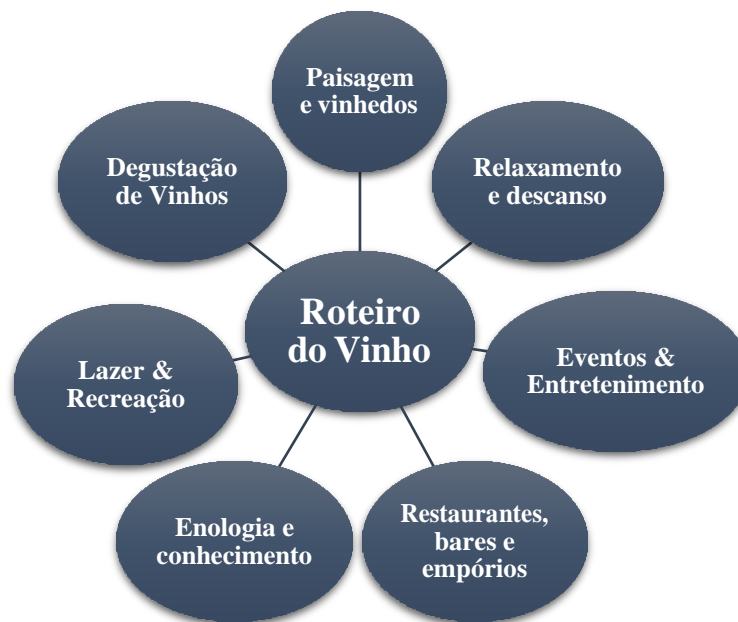 Paisagem
e vinhedos
Degustação
de Vinhos
Relaxamento
e descanso
Roteiro
do Vinho
Lazer &
Recreação
Eventos &
Entretenimento
Enologia e
conhecimento
Restaurantes,
bares e
empórios